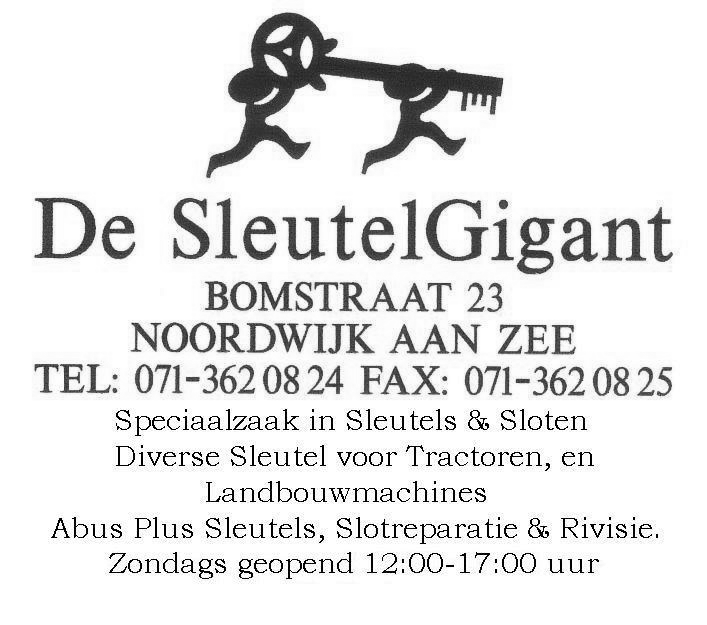 De SleutelGigant
BOMSTRAAT 23
NOORDWIJK AAN ZEE
TEL: 071-362 08 24 FAX: 071-362 08 25
Speciaalzaak in Sleutels & Sloten
Diverse Sleutel voor Tractoren, en
Landbouwmachines
Abus Plus Sleutels, Slotreparatie & Rivisie.
Zondags geopend 12:00-17:00 uur